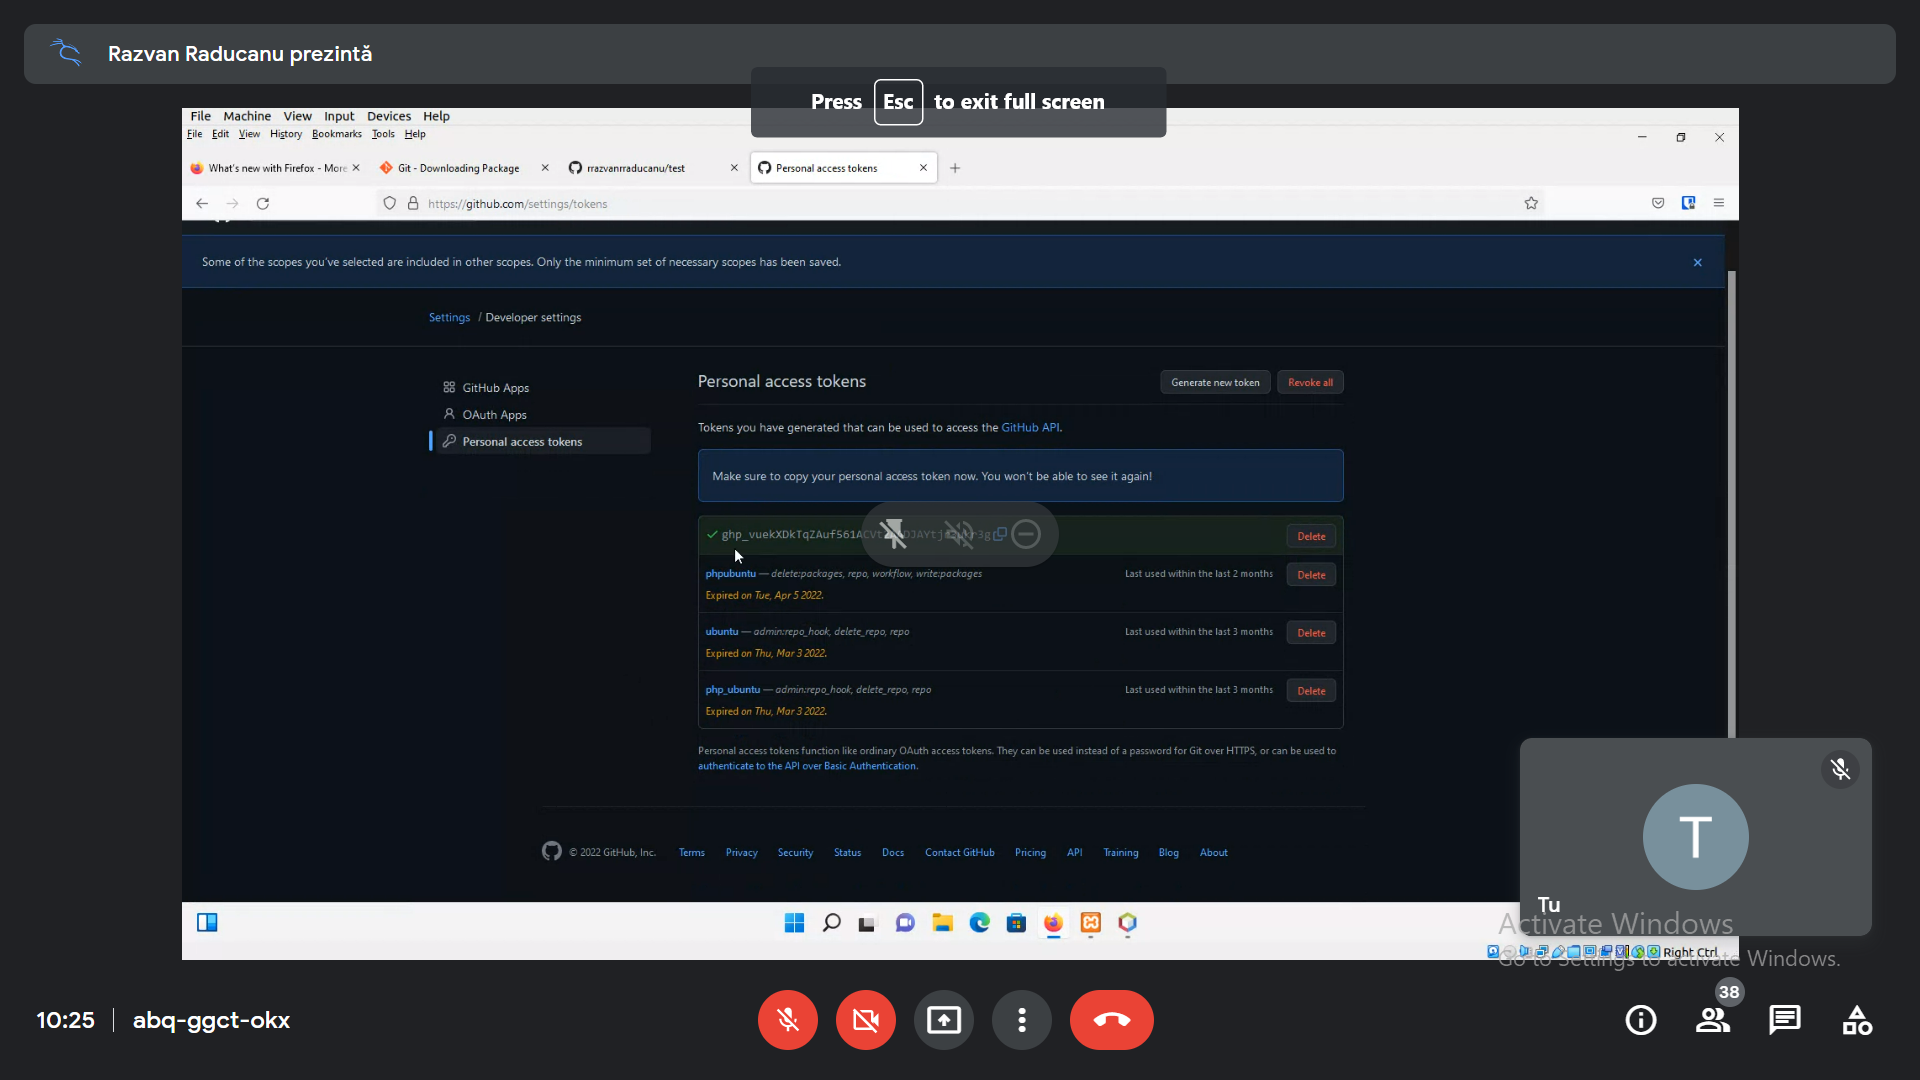 Razvan Raducanu prezintă
Press Esc to exit full screen
File Machine View Input Devices Help
File Edit View History Bookmarks Tools Help
What's new with Firefox - More
Git - Downloading Package
rrazvanrraducanu/test
Personal access tokens
https://github.com/settings/tokens
Some of the scopes you've selected are included in other scopes. Only the minimum set of necessary scopes has been saved.
Settings / Developer settings
GitHub Apps
OAuth Apps
Personal access tokens
Personal access tokens
Generate new token
Revoke all
Tokens you have generated that can be used to access the GitHub API.
Make sure to copy your personal access token now. You won't be able to see it again!
Delete
phpubuntu — delete:packages, repo, workflow, write:packages
Last used within the last 2 months
Delete
Expired on Tue, Apr 5 2022.
ubuntu — admin:repo_hook, delete_repo, repo
Last used within the last 3 months
Delete
Expired on Thu, Mar 3 2022.
php_ubuntu — admin:repo_hook, delete_repo, repo
Last used within the last 3 months
Delete
Expired on Thu, Mar 3 2022.
Personal access tokens function like ordinary OAuth access tokens. They can be used instead of a password for Git over HTTPS, or can be used to
authenticate to the API over Basic Authentication.
© 2022 GitHub, Inc.
Terms
Privacy
Security
Status
Docs
Contact GitHub
Pricing
API
Training
Blog
About
T
Tu
Activate Windows
Right Ctrl
Go to Settings to activate Windows.
10:25
abq-ggct-okx
38